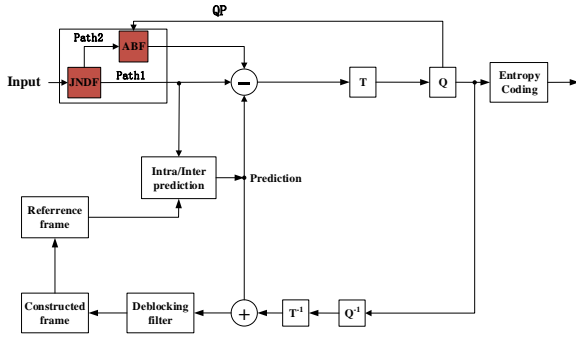 QP
Path2
ABF
Input
JNDF
Path1
T
Q
Entropy
Coding
Intra/Inter
prediction
Prediction
Referrence
frame
Constructed
frame
Deblocking
filter
+
T-1
Q-1